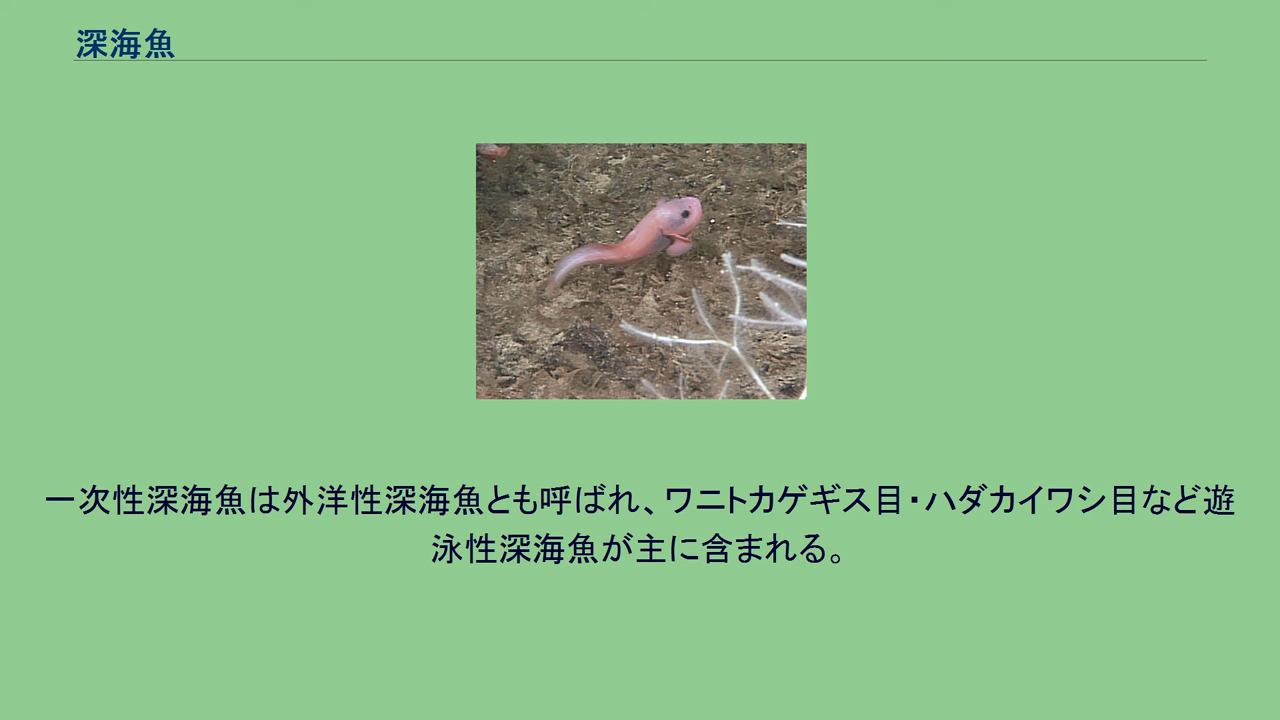 深海魚
一次性深海魚は外洋性深海魚とも呼ばれ、ワニトカゲギス目・ハダカイワシ目など遊
泳性深海魚が主に含まれる。